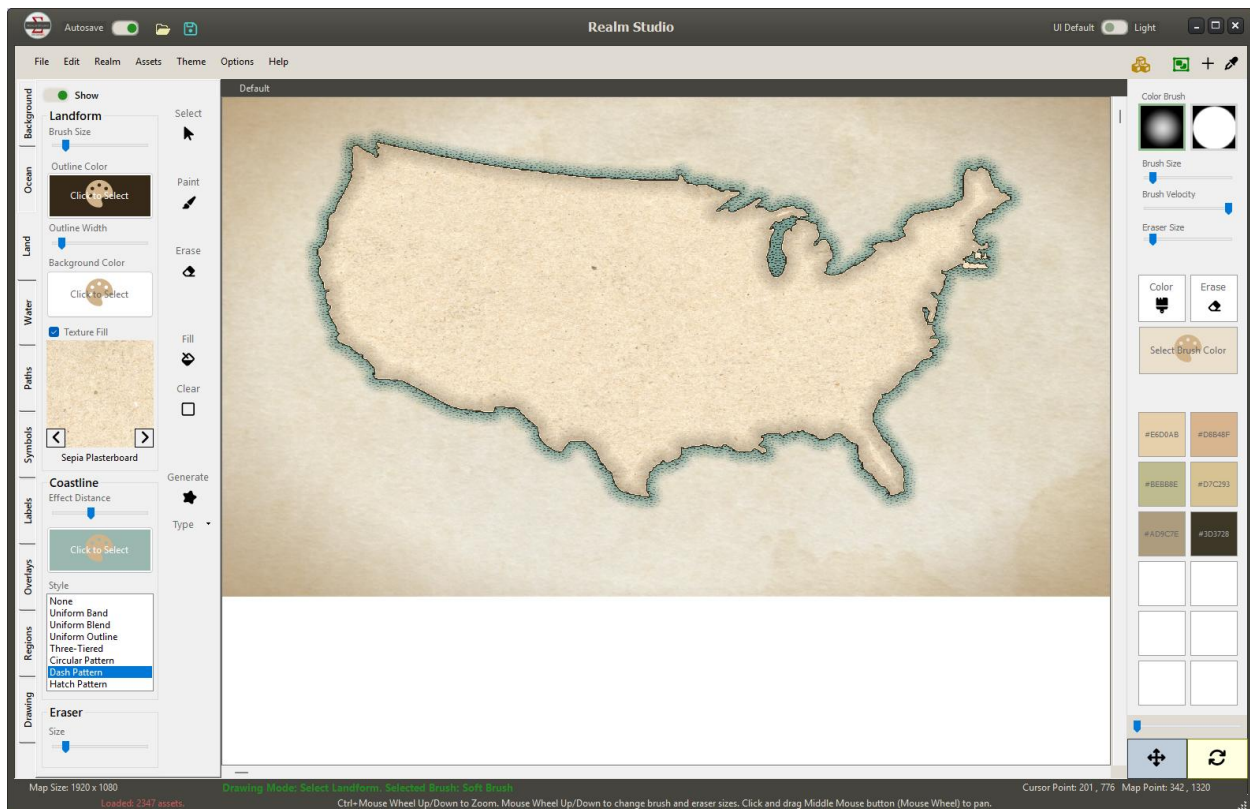 Autosave
Realm Studio
UI Default
Light
File Edit Realm Assets Theme Options Help
Default
Background
Ocean
Land
Water
Paths
Symbols
Labels
Overlays
Regions
Drawing
Show
Landform
Brush Size
Outline Color
Click to Select
Outline Width
Background Color
Click to Select
Texture Fill
Sepia Plasterboard
Coastline
Effect Distance
Click to Select
Style
None
Uniform Band
Uniform Blend
Uniform Outline
Three-Tiered
Circular Pattern
Dash Pattern
Hatch Pattern
Eraser
Size
Select
Paint
Erase
Fill
Clear
Generate
Type
Color Brush
Brush Size
Brush Velocity
Eraser Size
Color Erase
Select Brush Color
#E6D0AB #D8B48F
#BEBB8E #D7C293
#AD9C7E #3D3728
Map Size: 1920 x 1080
Drawing Mode: Select Landform. Selected Brush: Soft Brush
Cursor Point: 201 , 776 Map Point: 342 , 1320
Loaded: 2347 assets.
Ctrl+Mouse Wheel Up/Down to Zoom. Mouse Wheel Up/Down to change brush and eraser sizes. Click and drag Middle Mouse button (Mouse Wheel) to pan.